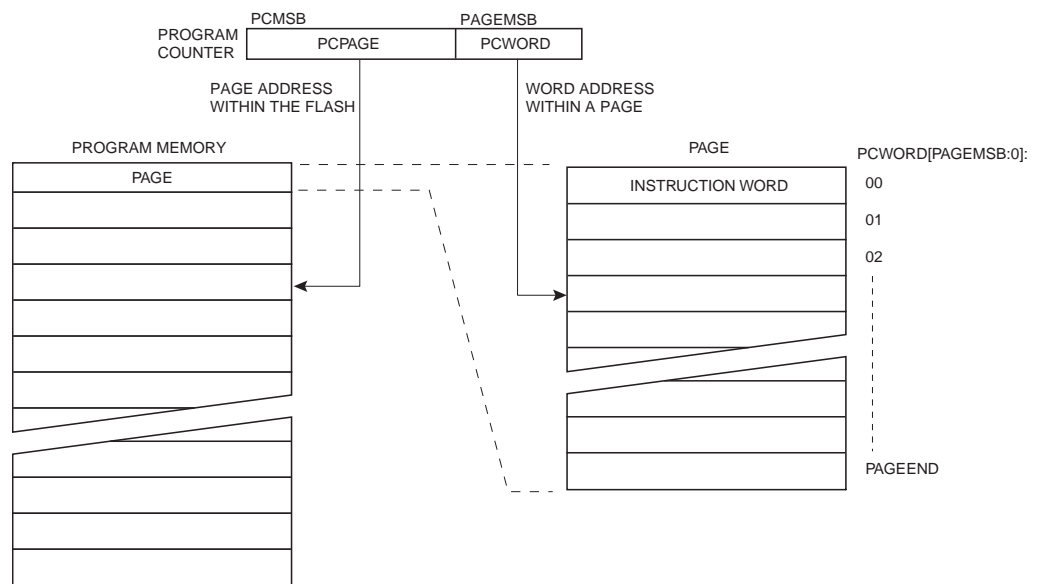 PCMSB
PAGEMSB
PROGRAM
COUNTER
PCPAGE
PCWORD
PAGE ADDRESS
WITHIN THE FLASH
WORD ADDRESS
WITHIN A PAGE
PROGRAM MEMORY
PAGE
PAGE
INSTRUCTION WORD
PCWORD[PAGEMSB:0]:
00
01
02
PAGEEND